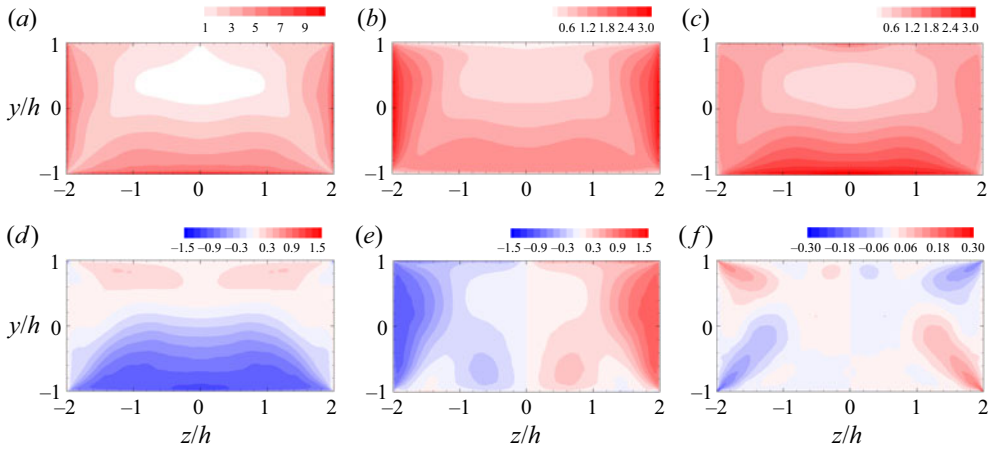 (a) 1 3 5 7 9
(b) 0.6 1.2 1.8 2.4 3.0
(c) 0.6 1.2 1.8 2.4 3.0
y/h 1 0 −1
−2 −1 0 1 2
1 0 −1
−2 −1 0 1 2
1 0 −1
−2 −1 0 1 2
(d) −1.5 −0.9 −0.3 0.3 0.9 1.5
(e) −1.5 −0.9 −0.3 0.3 0.9 1.5
(f) −0.30 −0.18 −0.06 0.06 0.18 0.30
y/h 1 0 −1
−2 −1 0 1 2
z/h
1 0 −1
−2 −1 0 1 2
z/h
1 0 −1
−2 −1 0 1 2
z/h